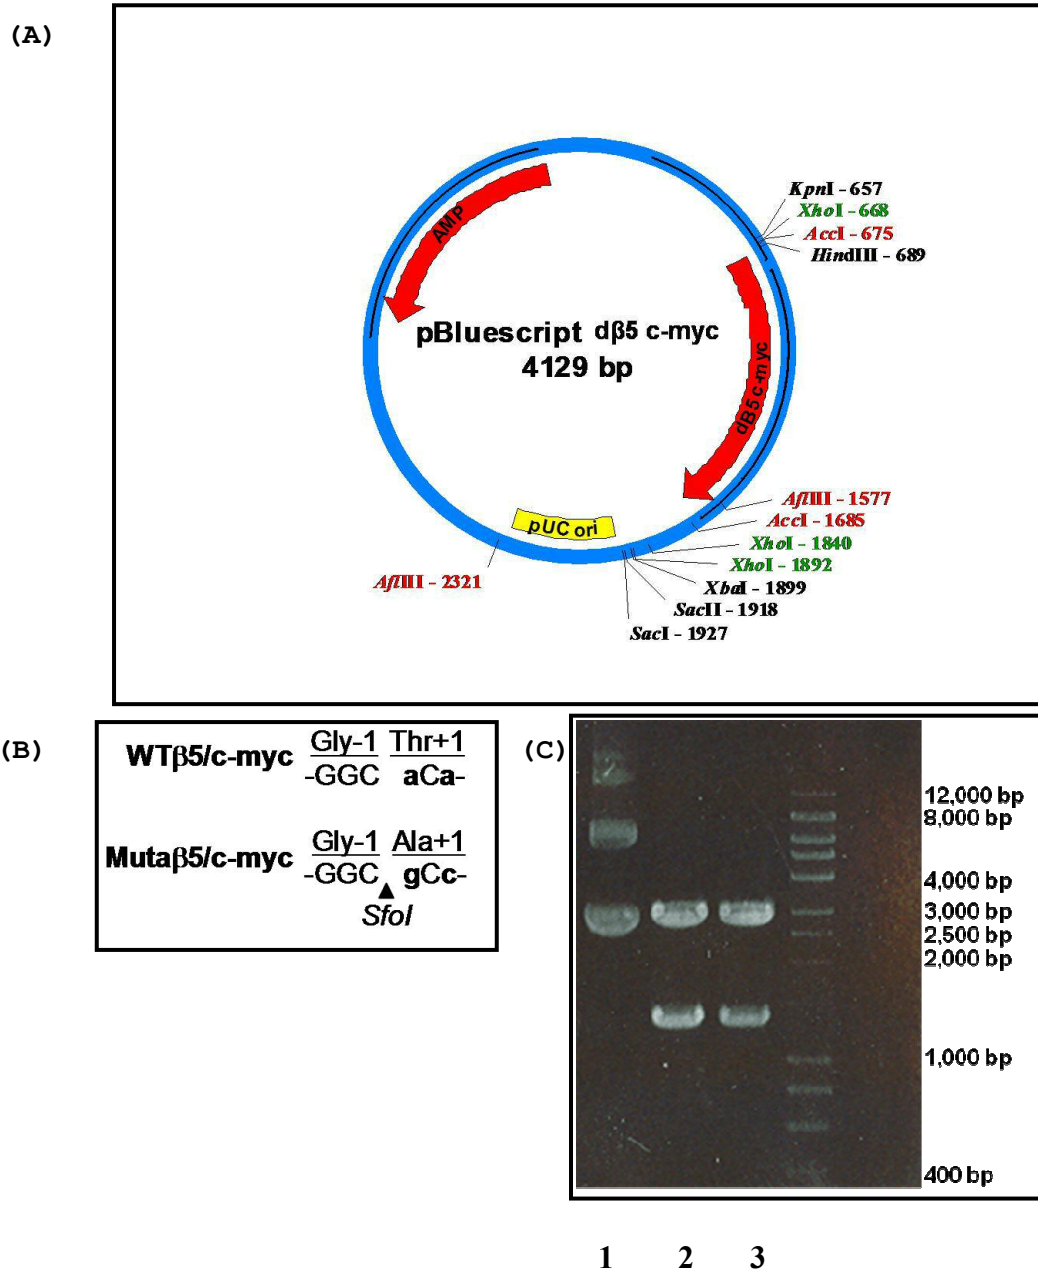 (A)
KpnI - 657
XhoI - 668
AccI - 675
HindIII - 689
AMP
pBluescript dβ5 c-myc
4129 bp
dB5 c-myc
AflIII - 1577
AccI - 1685
XhoI - 1840
XhoI - 1892
XbaI - 1899
SacII - 1918
SacI - 1927
pUC ori
AflIII - 2321
(B)
WTβ5/c-myc Gly-1 Thr+1
-GGC aCa-
Mutaβ5/c-myc Gly-1 Ala+1
-GGC gCc-
SfoI
(C)
12,000 bp
8,000 bp
4,000 bp
3,000 bp
2,500 bp
2,000 bp
1,000 bp
400 bp
1 2 3